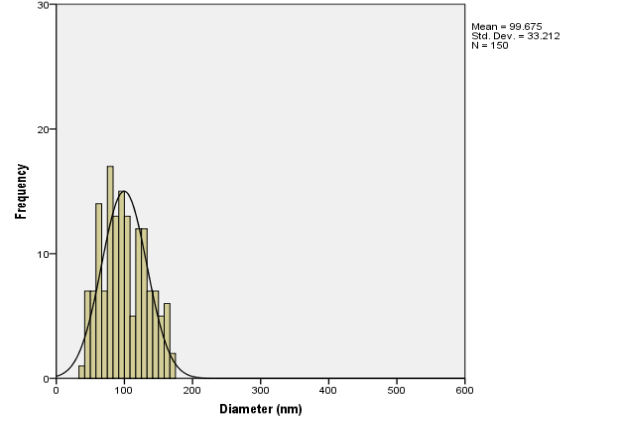 30
20
10
0
Frequency
0 100 200 300 400 500 600
Diameter (nm)
Mean = 99.675
Std. Dev. = 33.212
N = 150